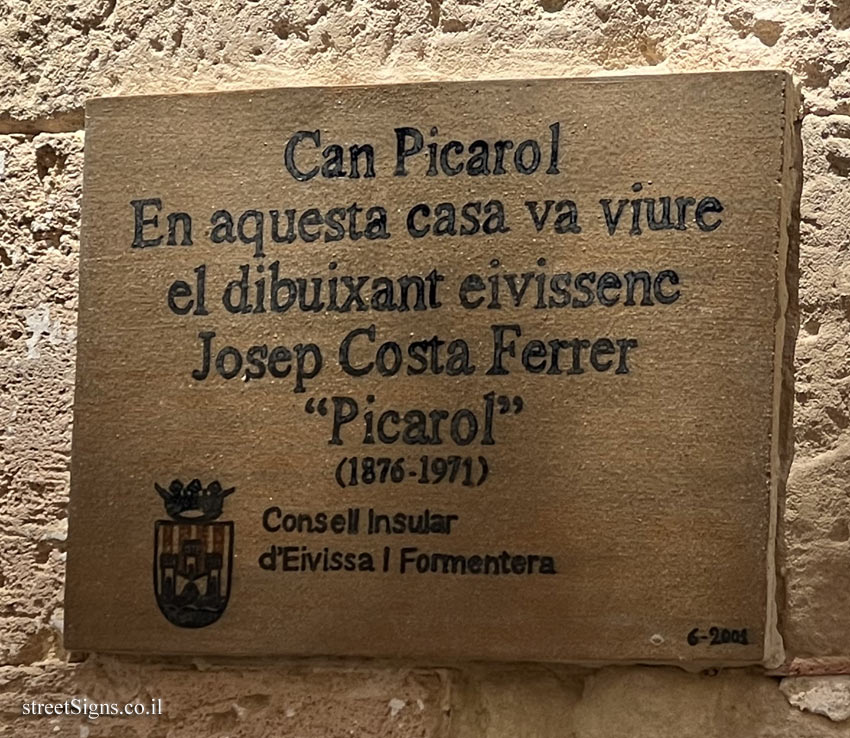 Can Picarol
En aquesta casa va viure
el dibuixant eivissenc
Josep Costa Ferrer
“Picarol”
(1876-1971)
Consell Insular
d'Eivissa I Formentera
6-2001
streetSigns.co.il